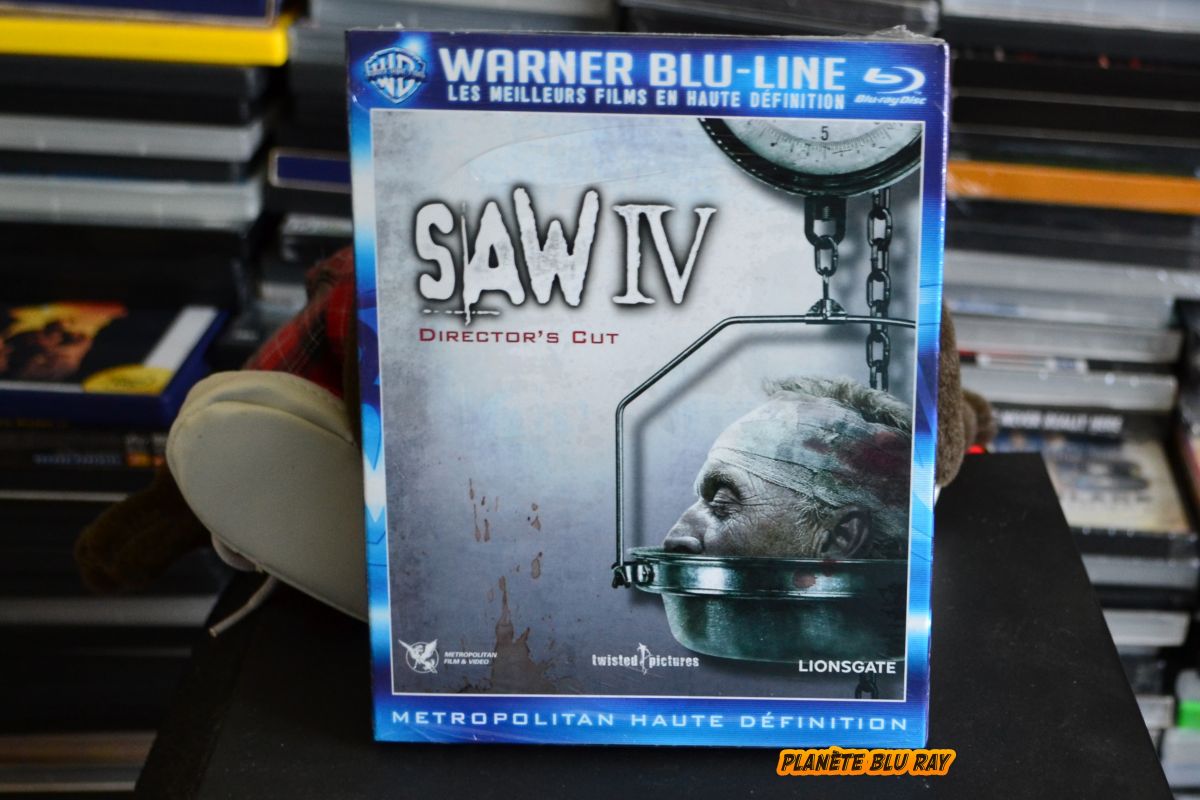 WARNER BLU-LINE
LES MEILLEURS FILMS EN HAUTE DÉFINITION
Blu-ray Disc
5
SAW IV
DIRECTOR'S CUT
METROPOLITAN
FILM & VIDEO
twisted pictures
LIONSGATE
METROPOLITAN HAUTE DÉFINITION
PLANÈTE BLU RAY